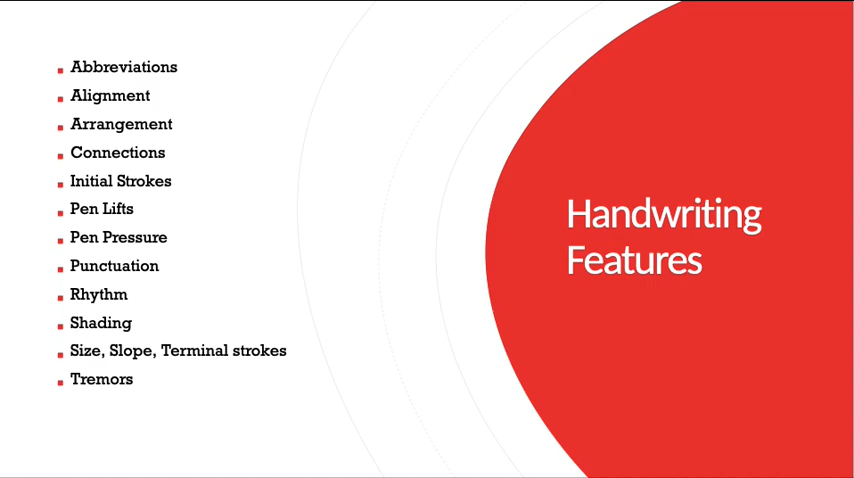 Abbreviations
Alignment
Arrangement
Connections
Initial Strokes
Pen Lifts
Pen Pressure
Punctuation
Rhythm
Shading
Size, Slope, Terminal strokes
Tremors
Handwriting
Features